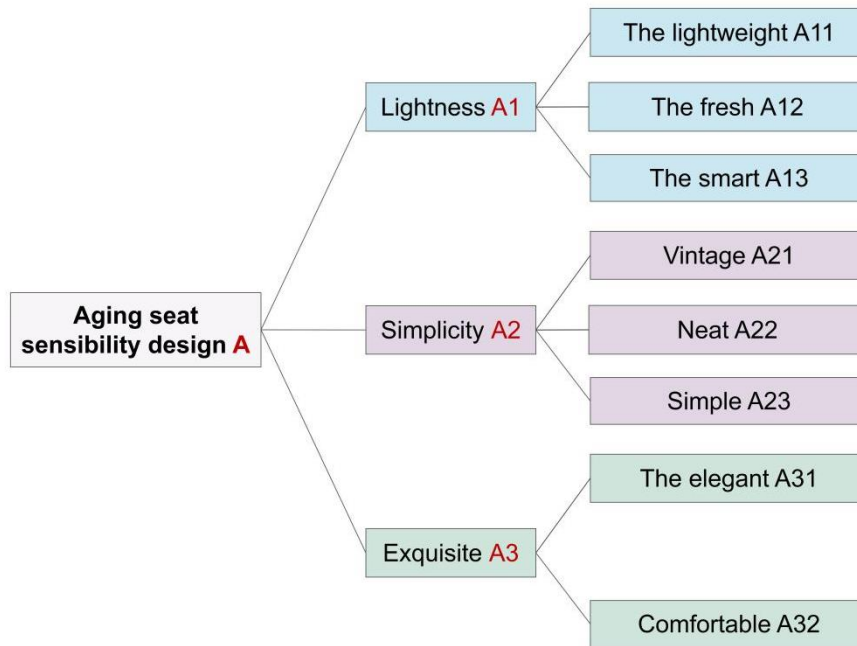 The lightweight A11
Lightness A1
The fresh A12
The smart A13
Vintage A21
Aging seat
sensibility design A
Simplicity A2
Neat A22
Simple A23
The elegant A31
Exquisite A3
Comfortable A32